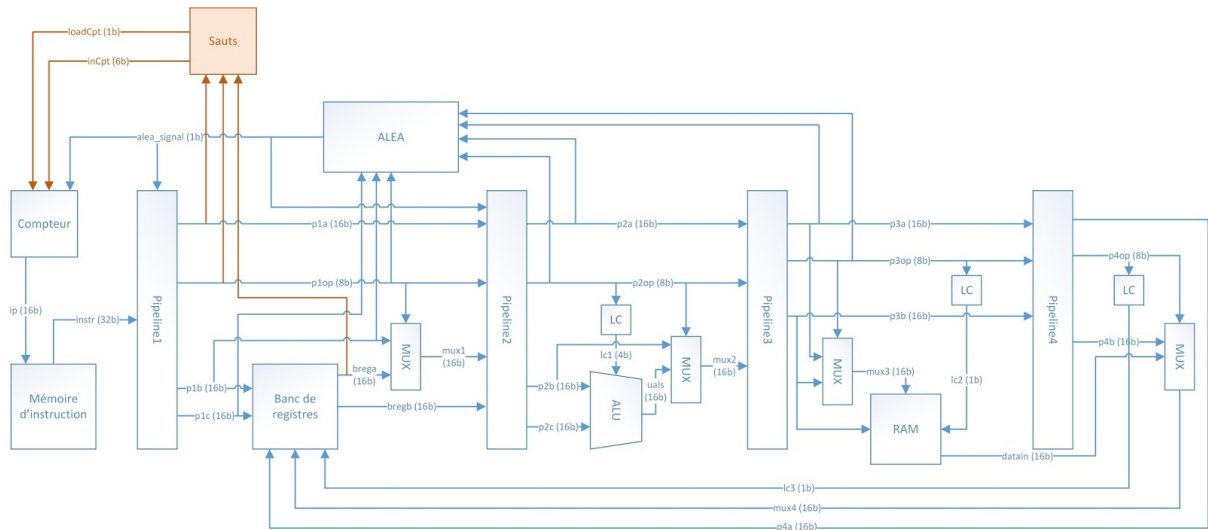 loadCpt (1b)
Sauts
inCpt (6b)
alea_signal (1b)
ALEA
Compteur
p1a (16b)
p2a (16b)
p3a (16b)
p4op (8b)
p1op (8b)
p2op (8b)
p3op (8b)
LC
LC
LC
ip (16b)
instr (32b)
Pipeline1
Pipeline2
Pipeline3
Pipeline4
p3b (16b)
MUX
mux1
(16b)
lc1 (4b)
MUX
mux2
(16b)
MUX
mux3 (16b)
lc2 (1b)
p4b (16b)
MUX
Mémoire
d'instruction
p1b (16b)
p1c (16b)
Banc de
registres
brega
(16b)
bregb (16b)
p2b (16b)
p2c (16b)
ALU
uals
(16b)
RAM
datain (16b)
lc3 (1b)
mux4 (16b)
p4a (16b)